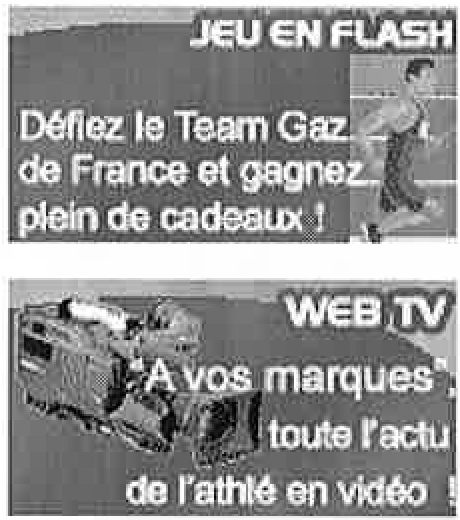 JEU EN FLASH
Défiez le Team Gaz
de France et gagnez
plein de cadeaux !
WEB TV
"A vos marques",
toute l'actu
de l'athlé en vidéo !